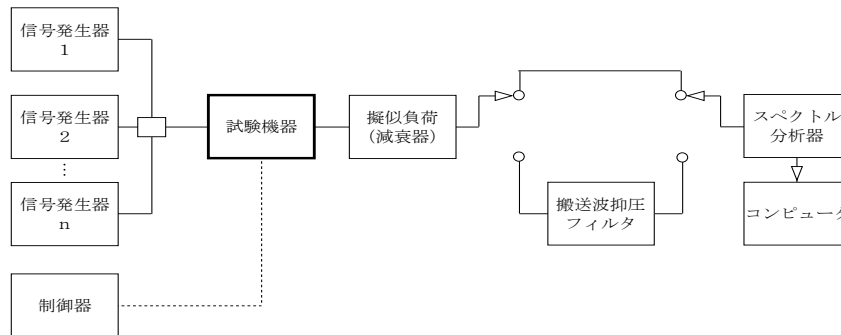 信号発生器
1
信号発生器
2
⋮
信号発生器
n
制御器
試験機器
擬似負荷
(減衰器)
搬送波抑圧
フィルタ
スペクトル
分析器
コンピュータ